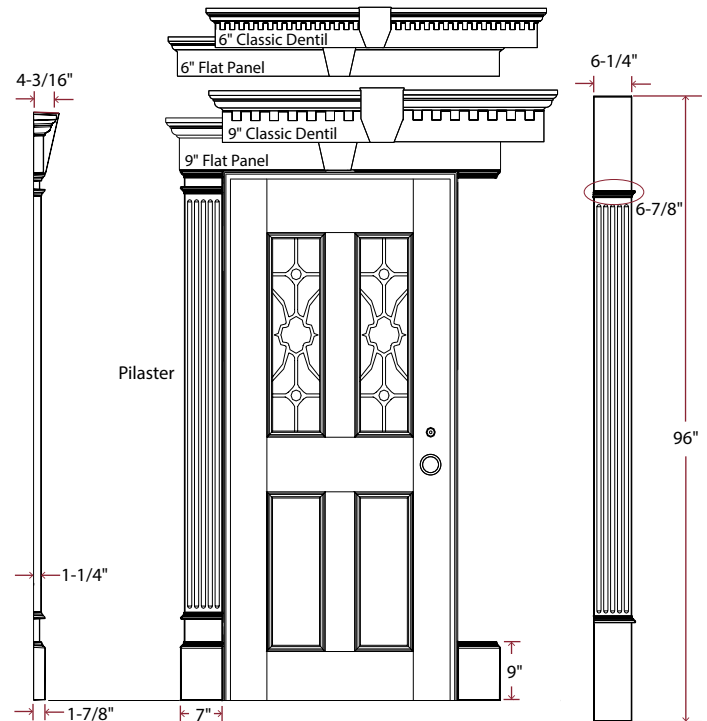 6" Classic Dentil
6" Flat Panel
4-3/16"
6-1/4"
9" Classic Dentil
9" Flat Panel
6-7/8"
Pilaster
96"
1-1/4"
9"
1-7/8"
7"